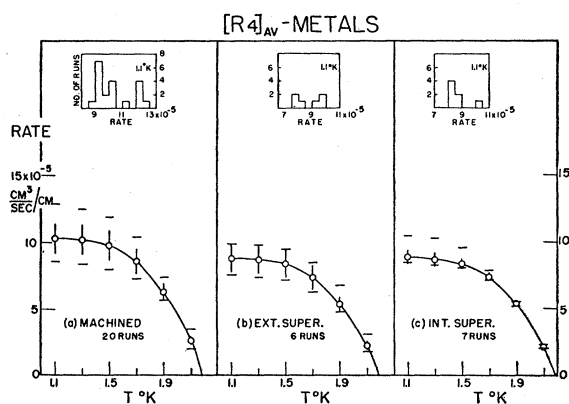 [R4]AV-METALS
NO. OF RUNS
8
6
4
2
1.1°K
9 11 13x10-5
RATE
6
4
2
1.1°K
7 9 11x10-5
RATE
6
4
2
1.1°K
7 9 11x10-5
RATE
RATE
15x10-5
CM3/SEC/CM
10
5
0
15
10
5
0
(a) MACHINED
20 RUNS
(b) EXT. SUPER.
6 RUNS
(c) INT. SUPER.
7 RUNS
1.1 1.5 1.9
T °K
1.1 1.5 1.9
T °K
1.1 1.5 1.9
T °K